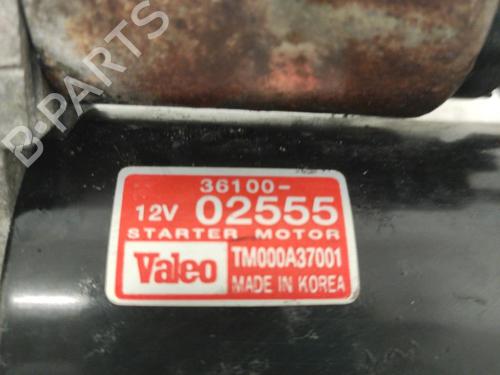 36100-
12V 02555
STARTER MOTOR
Valeo TM000A37001
MADE IN KOREA
B-PARTS